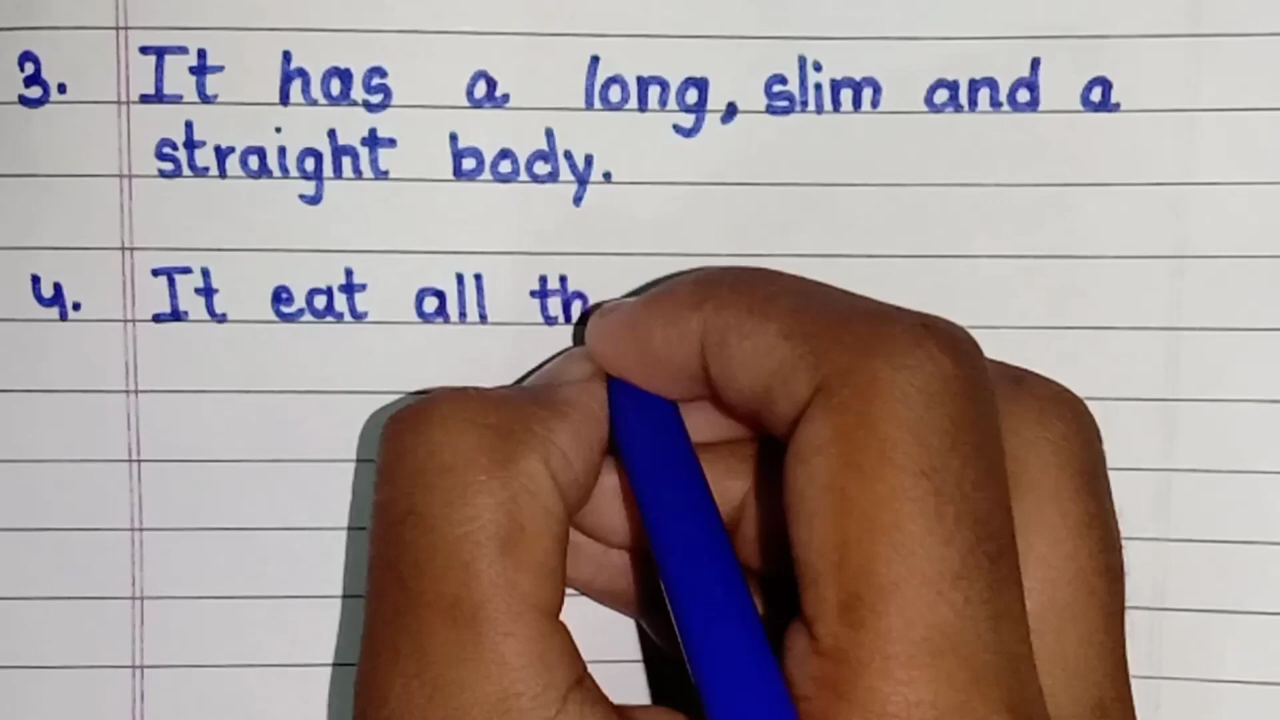 3. It has a long, slim and a
straight body.
4. It eat all th